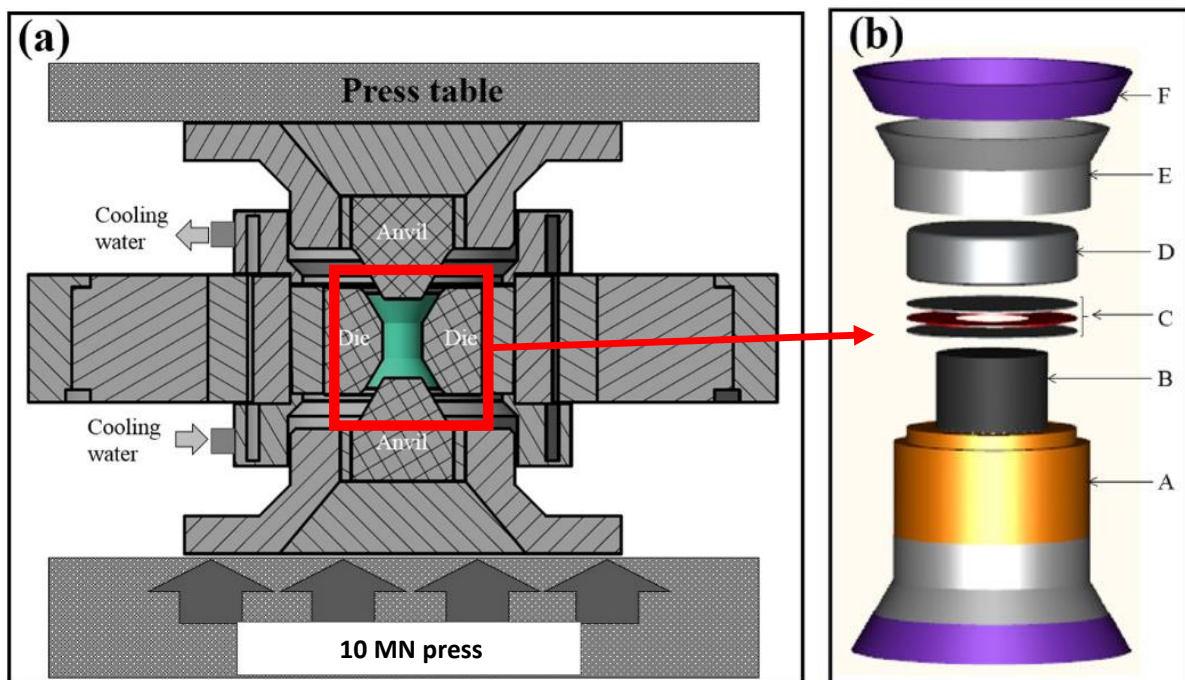 (a)
Press table
Cooling
water
Anvil
Die
Die
Cooling
water
Anvil
10 MN press
(b)
F
E
D
C
B
A